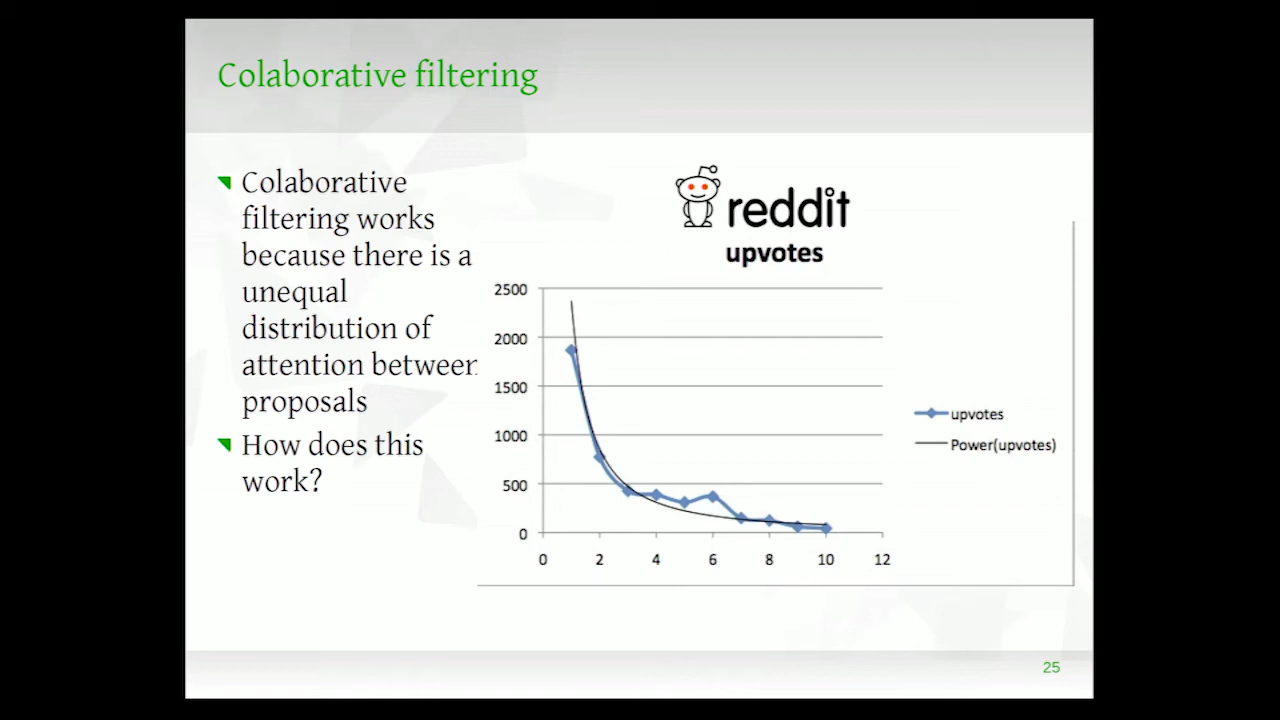 Colaborative filtering
Colaborative
filtering works
because there is a
unequal
distribution of
attention between
proposals
How does this
work?
reddit
upvotes
2500
2000
1500
1000
500
0
0 2 4 6 8 10 12
upvotes
Power(upvotes)
25